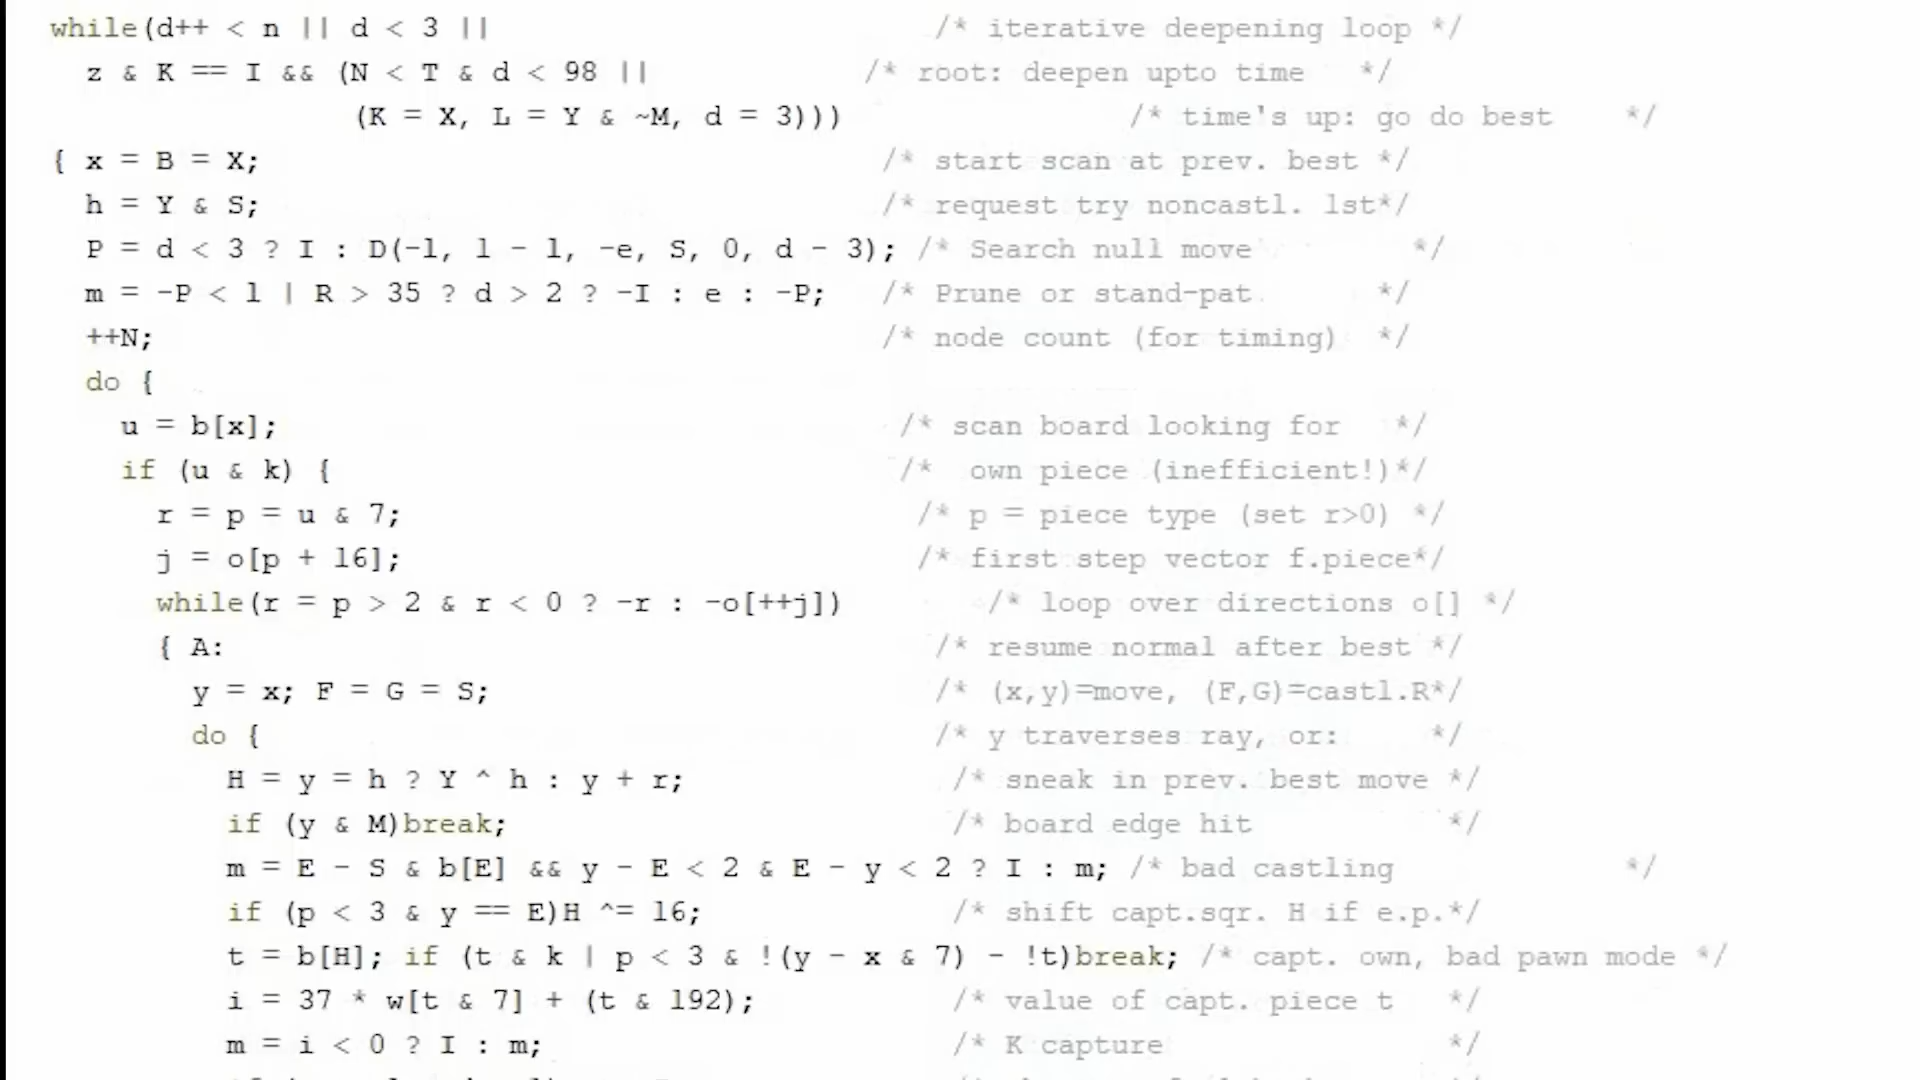 while(d++ < n || d < 3 || /* iterative deepening loop */
z & K == I && (N < T & d < 98 || /* root: deepen upto time */
(K = X, L = Y & ~M, d = 3))) /* time's up: go do best */
{ x = B = X; /* start scan at prev. best */
h = Y & S; /* request try noncastl. 1st*/
P = d < 3 ? I : D(-l, 1 - l, -e, S, 0, d - 3); /* Search null move */
m = -P < l | R > 35 ? d > 2 ? -I : e : -P; /* Prune or stand-pat */
++N; /* node count (for timing) */
do {
u = b[x]; /* scan board looking for */
if (u & k) { /* own piece (inefficient!)*/
r = p = u & 7; /* p = piece type (set r>0) */
j = o[p + 16]; /* first step vector f.piece*/
while(r = p > 2 & r < 0 ? -r : -o[++j]) /* loop over directions o[] */
{ A: /* resume normal after best */
y = x; F = G = S; /* (x,y)=move, (F,G)=castl.R*/
do { /* y traverses ray, or: */
H = y = h ? Y ^ h : y + r; /* sneak in prev. best move */
if (y & M)break; /* board edge hit */
m = E - S & b[E] && y - E < 2 & E - y < 2 ? I : m; /* bad castling */
if (p < 3 & y == E)H ^= 16; /* shift capt.sqr. H if e.p.*/
t = b[H]; if (t & k | p < 3 & !(y - x & 7) - !t)break; /* capt. own, bad pawn mode */
i = 37 * w[t & 7] + (t & 192); /* value of capt. piece t */
m = i < 0 ? I : m; /* K capture */